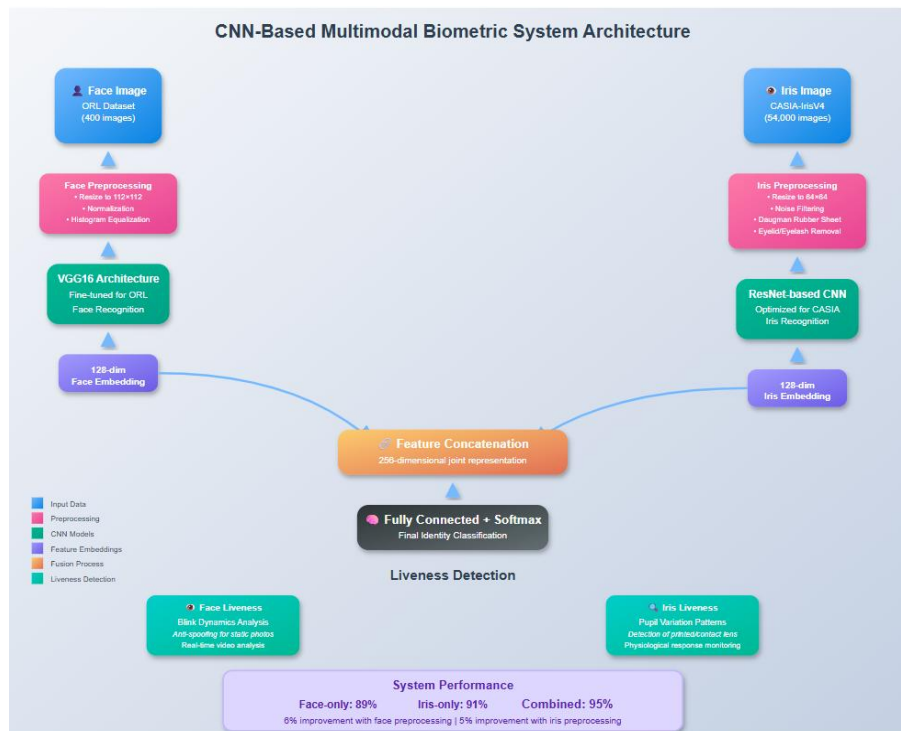 CNN-Based Multimodal Biometric System Architecture
Face Image
ORL Dataset
(400 images)
Iris Image
CASIA-IrisV4
(54,000 images)
Face Preprocessing
• Resize to 112×112
• Normalization
• Histogram Equalization
Iris Preprocessing
• Resize to 64×64
• Noise Filtering
• Daugman Rubber Sheet
• Eyelid/Eyelash Removal
VGG16 Architecture
Fine-tuned for ORL
Face Recognition
ResNet-based CNN
Optimized for CASIA
Iris Recognition
128-dim
Face Embedding
128-dim
Iris Embedding
Feature Concatenation
256-dimensional joint representation
Fully Connected + Softmax
Final Identity Classification
Input Data
Preprocessing
CNN Models
Feature Embeddings
Fusion Process
Liveness Detection
Liveness Detection
Face Liveness
Blink Dynamics Analysis
Anti-spoofing for static photos
Real-time video analysis
Iris Liveness
Pupil Variation Patterns
Detection of printed/contact lens
Physiological response monitoring
System Performance
Face-only: 89% Iris-only: 91% Combined: 95%
6% improvement with face preprocessing | 5% improvement with iris preprocessing